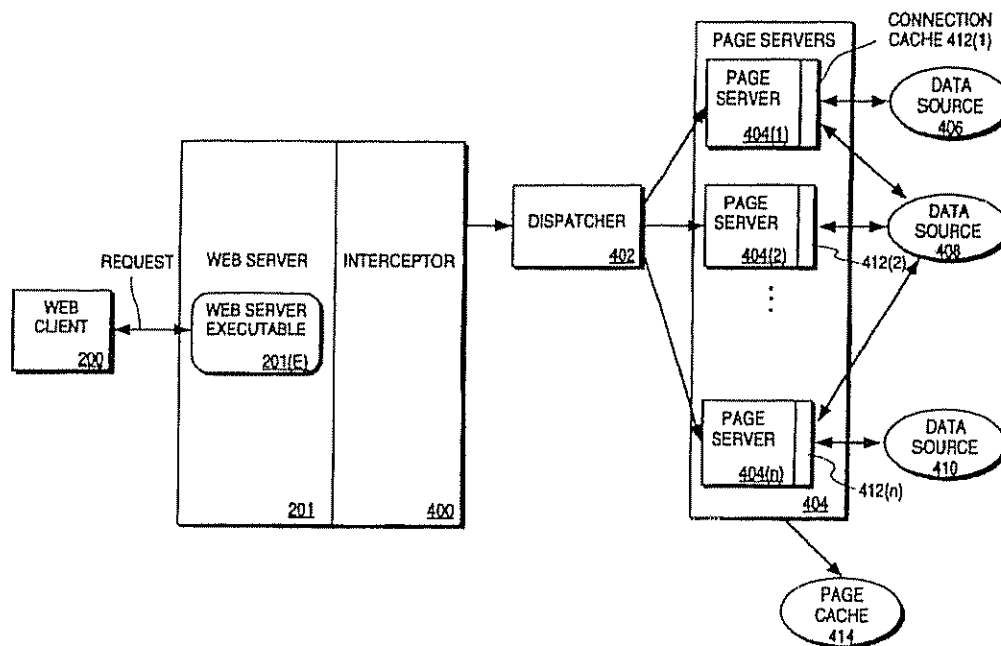 CONNECTION
CACHE 412(1)
PAGE SERVERS
PAGE
SERVER
404(1)
DATA
SOURCE
406
DISPATCHER
402
PAGE
SERVER
404(2)
412(2)
DATA
SOURCE
408
REQUEST
WEB SERVER
INTERCEPTOR
WEB
CLIENT
200
WEB SERVER
EXECUTABLE
201(E)
PAGE
SERVER
404(n)
412(n)
DATA
SOURCE
410
201
400
404
PAGE
CACHE
414